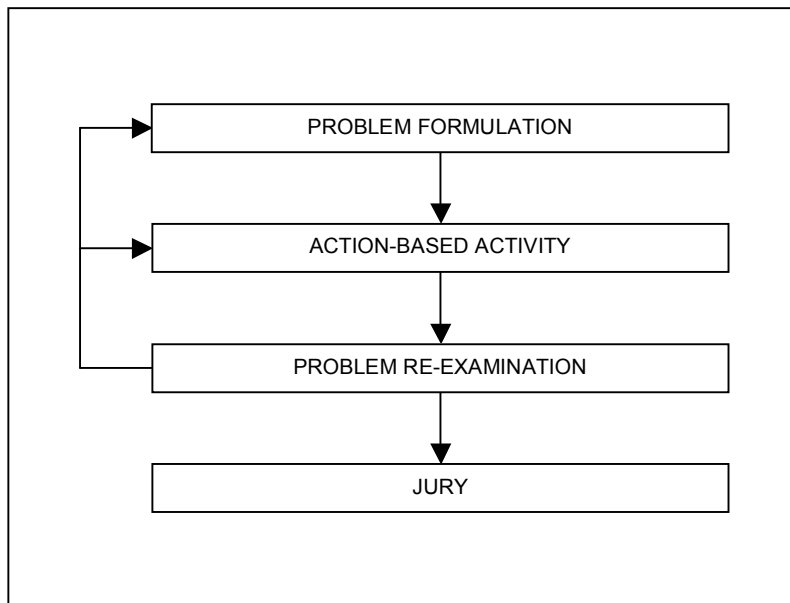 PROBLEM FORMULATION
ACTION-BASED ACTIVITY
PROBLEM RE-EXAMINATION
JURY